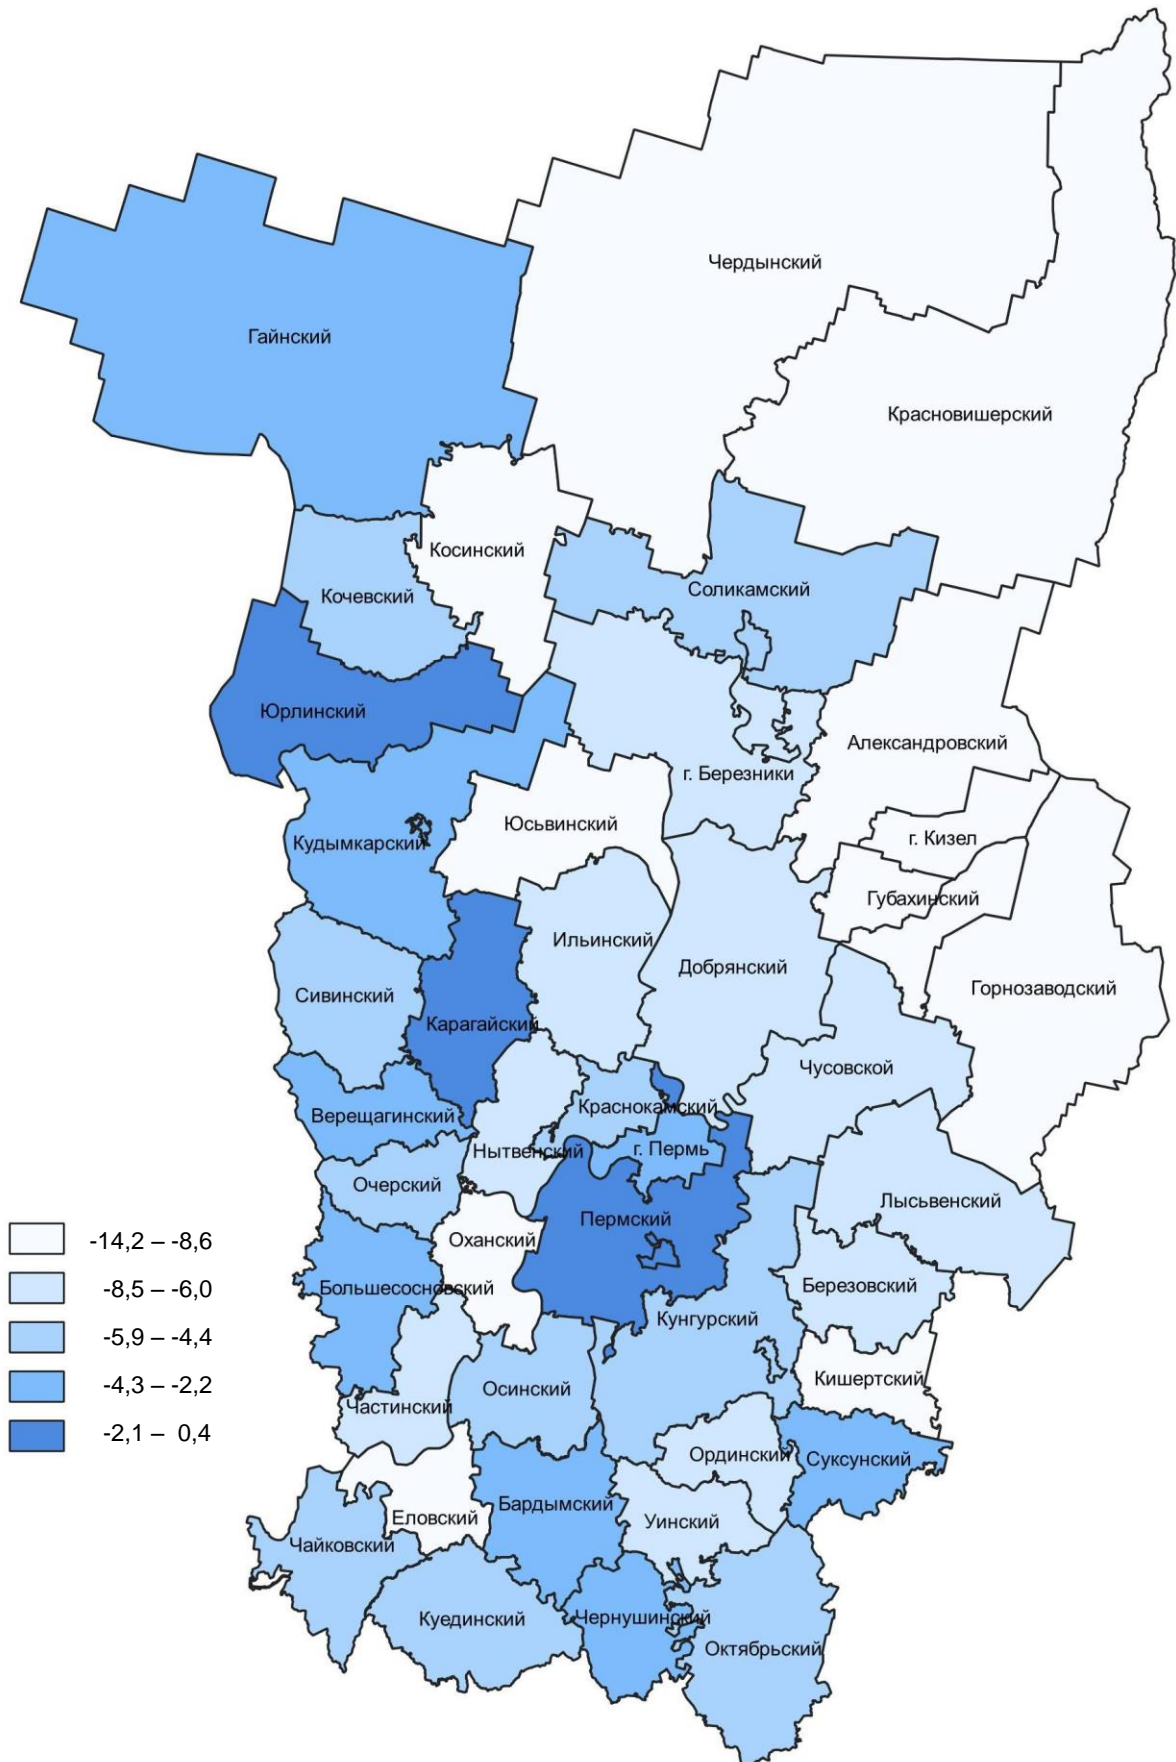 Чердынский
Гайнский
Красновишерский
Косинский
Соликамский
Кочевский
Юрлинский
Александровский
г. Березники
Юсьвинский
г. Кизел
Кудымкарский
Губахинский
Ильинский
Добрянский
Горнозаводский
Сивинский
Карагайский
Чусовской
Краснокамский
Верещагинский
Нытвенский
г. Пермь
Очерский
Лысьвенский
Пермский
Оханский
Березовский
Большесосновский
Кунгурский
Кишертский
Осинский
Частинский
Ординский
Суксунский
Бардымский
Еловский
Уинский
Чайковский
Куединский
Чернушинский
Октябрьский
-14,2 – -8,6
-8,5 – -6,0
-5,9 – -4,4
-4,3 – -2,2
-2,1 – 0,4